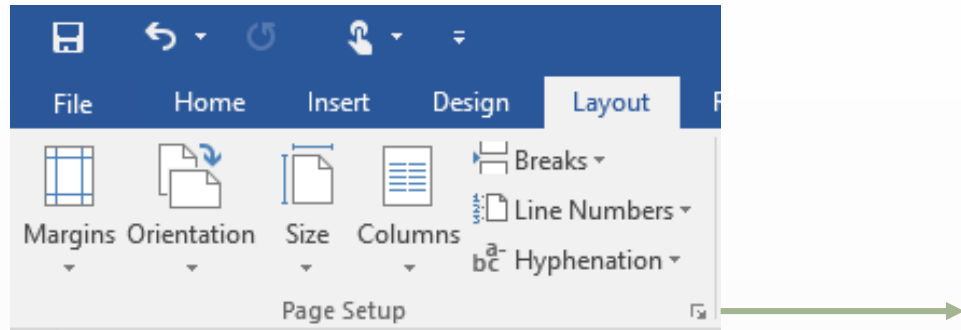 File Home Insert Design Layout
Breaks
Line Numbers
Margins Orientation Size Columns
Hyphenation
Page Setup